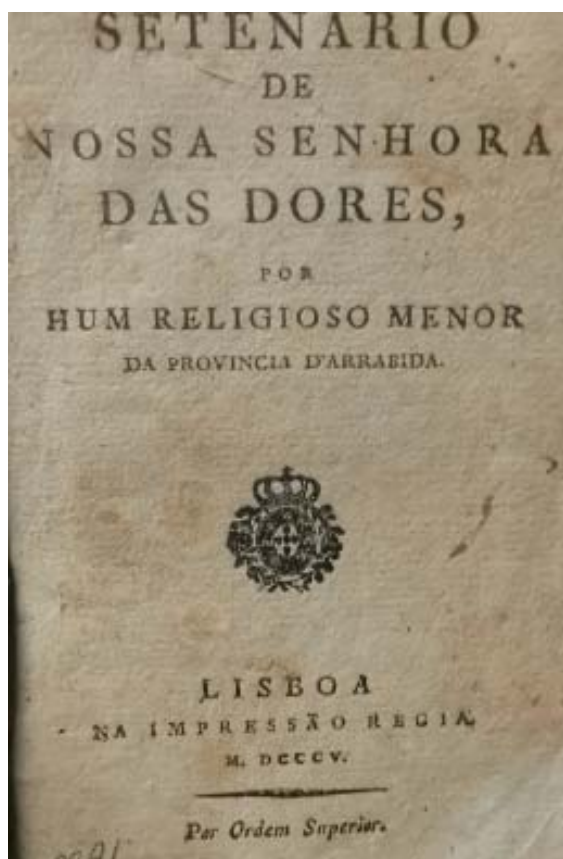 SETENARIO
DE
NOSSA SENHORA
DAS DORES,
POR
HUM RELIGIOSO MENOR
DA PROVINCIA D'ARRABIDA.
LISBOA
NA IMPRESSÃO REGIA.
M. DCCCV.
Por Ordem Superior.